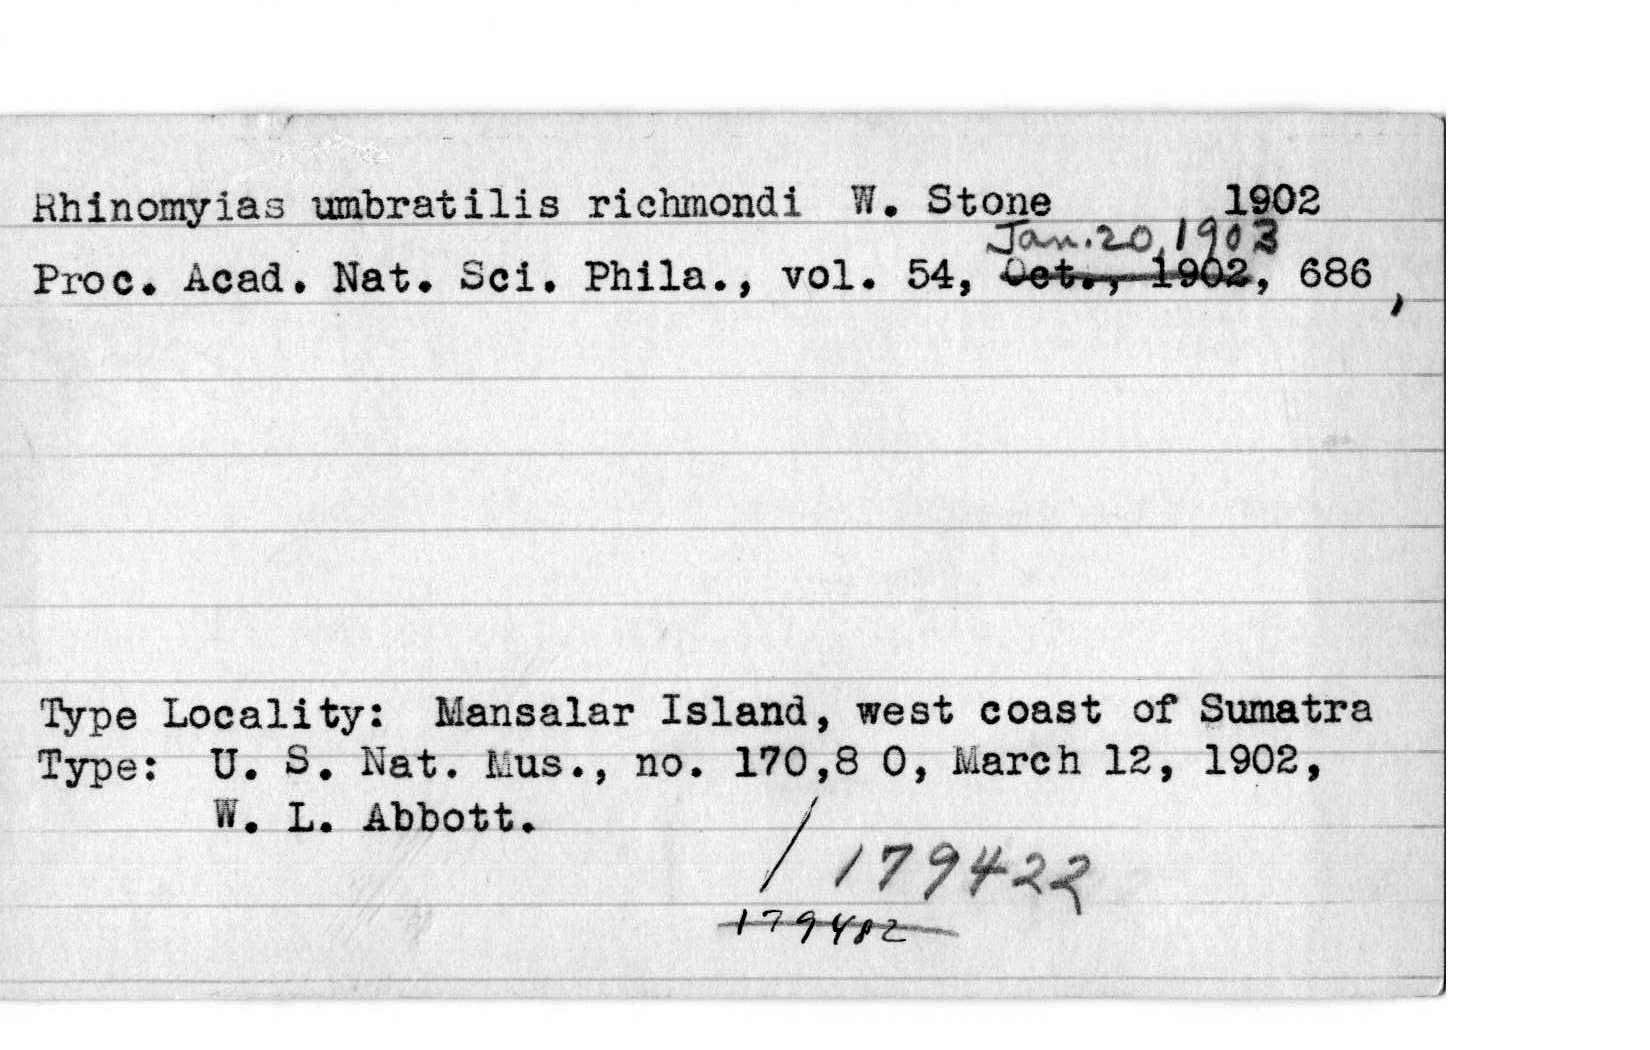 Rhinomyias umbratilis richmondi W. Stone 1902
Jan. 20, 1903
Proc. Acad. Nat. Sci. Phila., vol. 54, Oct., 1902, 686,
Type Locality: Mansalar Island, west coast of Sumatra
Type: U. S. Nat. Mus., no. 170,8 0, March 12, 1902,
W. L. Abbott.
/ 179422
179482